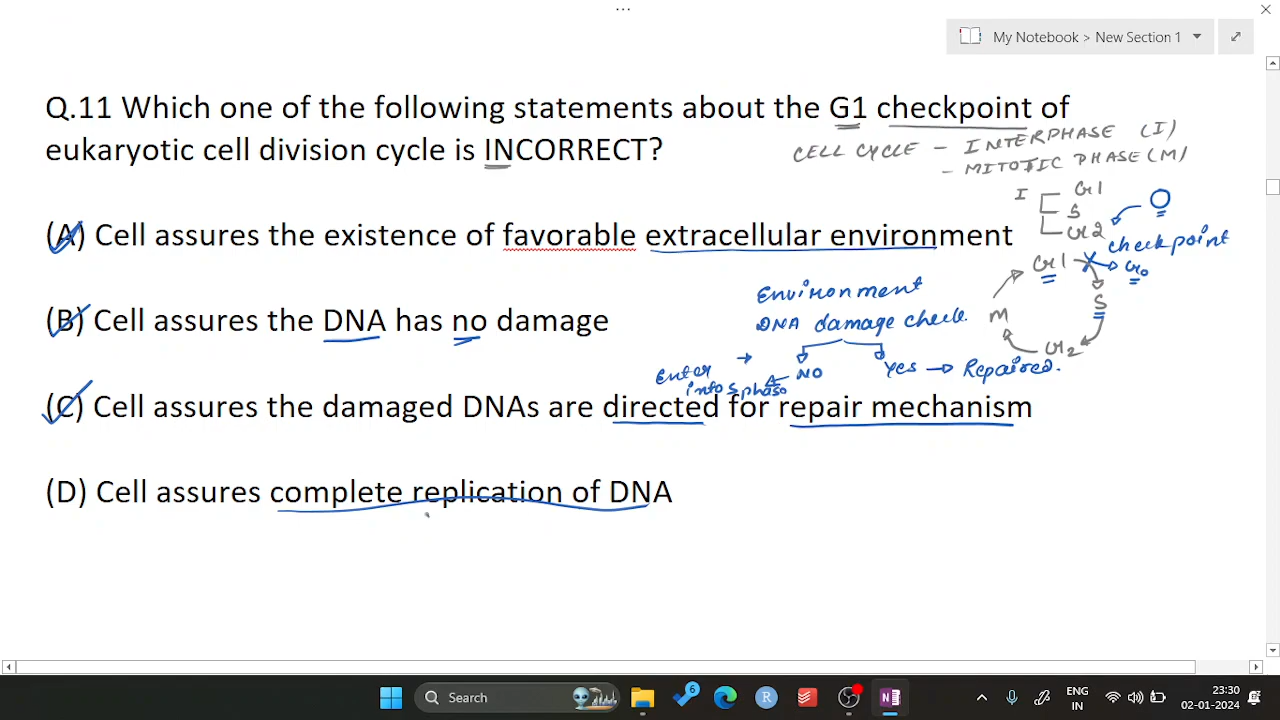 ...
My Notebook > New Section 1
Q.11 Which one of the following statements about the G1 checkpoint of
eukaryotic cell division cycle is INCORRECT?
CELL CYCLE - INTERPHASE (I)
- MITOTIC PHASE (M)
I G1
S
G2
(A) Cell assures the existence of favorable extracellular environment
checkpoint
G1 G0
S
G2
M
Environment
DNA damage check.
NO Yes → Repaired.
Enter
into S phase
(B) Cell assures the DNA has no damage
(C) Cell assures the damaged DNAs are directed for repair mechanism
(D) Cell assures complete replication of DNA
Search
6
R
ENG
IN
23:30
02-01-2024